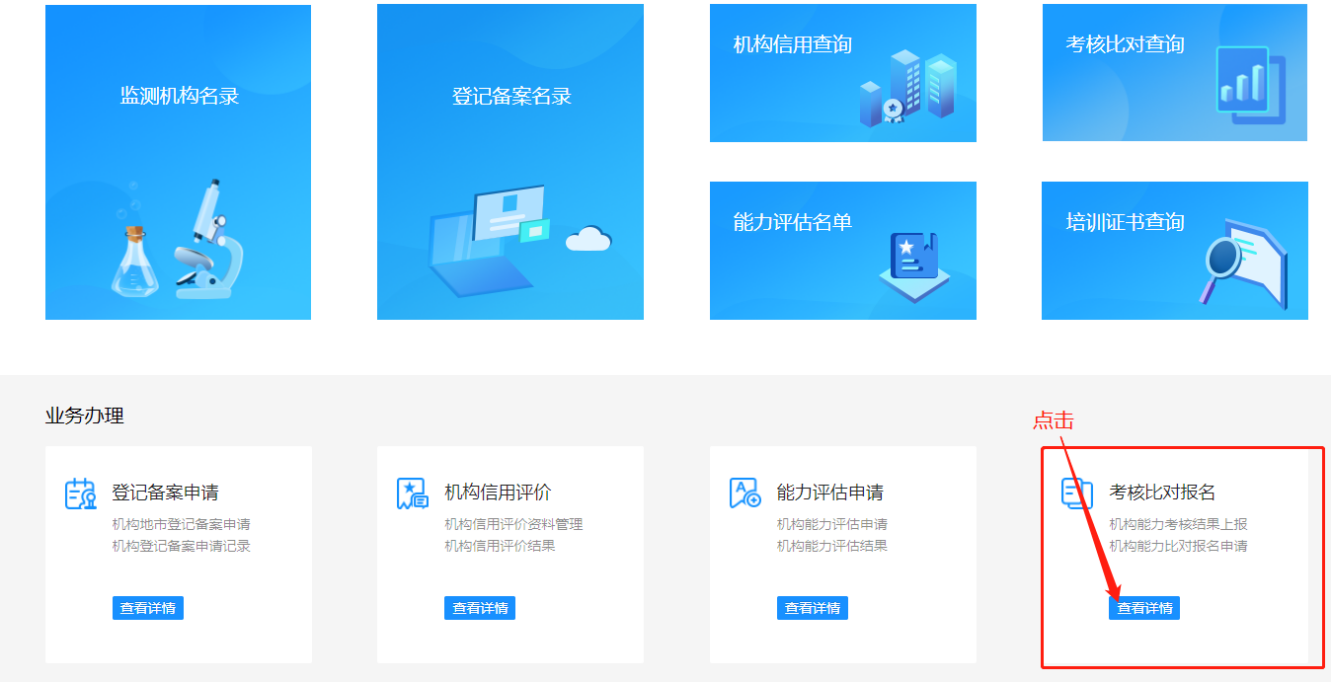 监测机构名录
登记备案名录
机构信用查询
考核比对查询
能力评估名单
培训证书查询
业务办理
点击
登记备案申请
机构地市登记备案申请
机构登记备案申请记录
查看详情
机构信用评价
机构信用评价资料管理
机构信用评价结果
查看详情
A
能力评估申请
机构能力评估申请
机构能力评估结果
查看详情
考核比对报名
机构能力考核结果上报
机构能力比对报名申请
查看详情